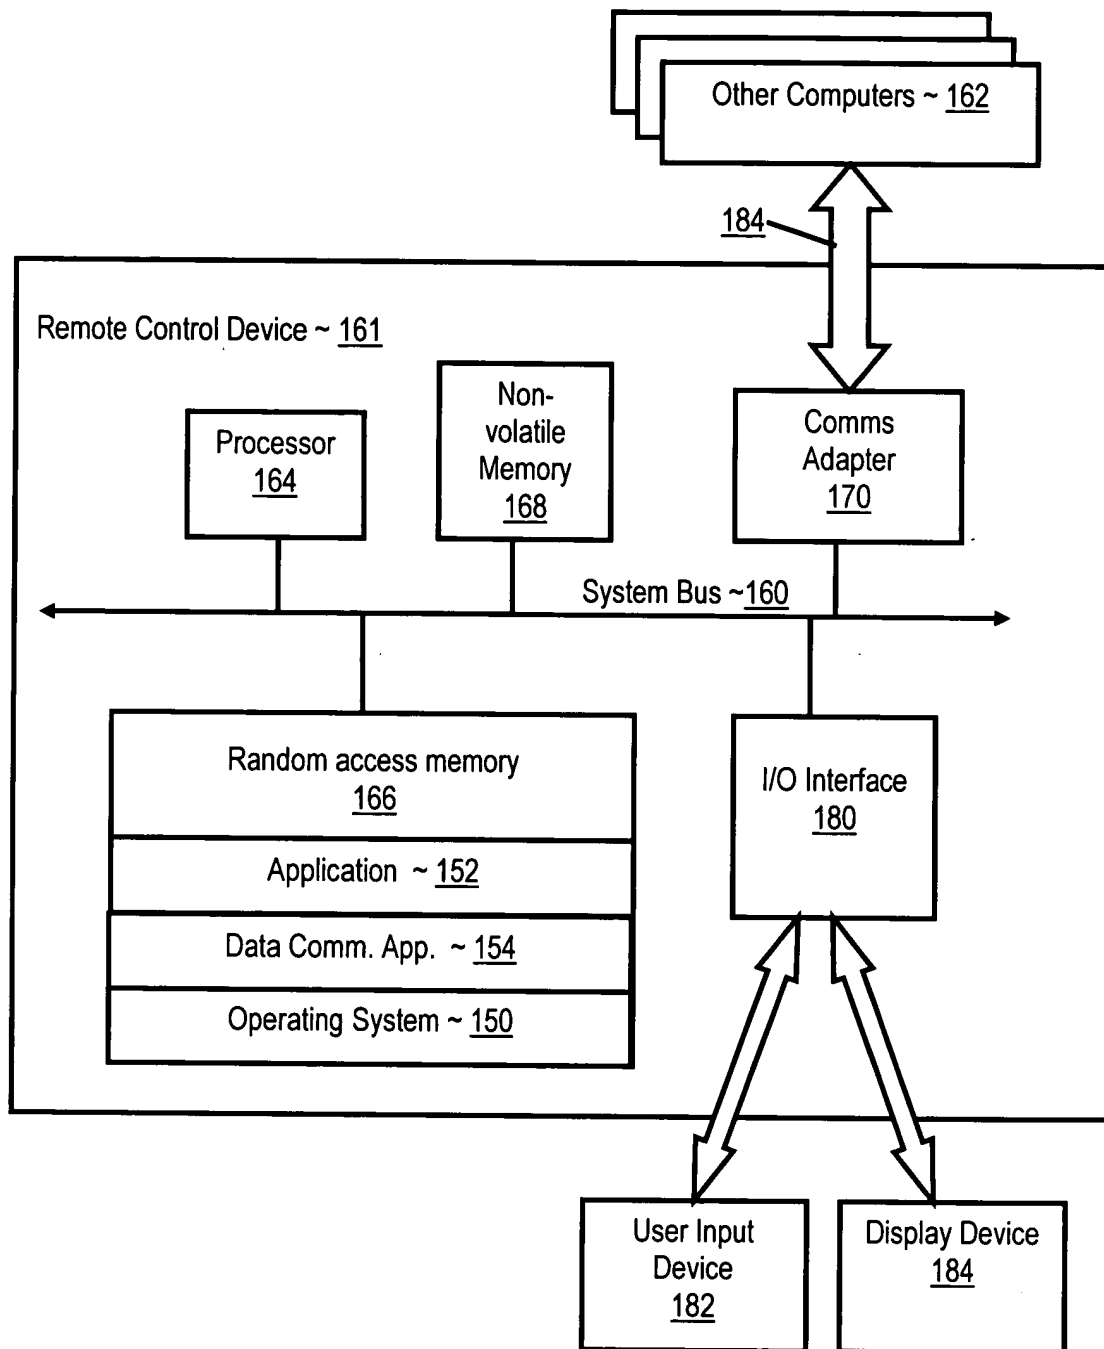 Other Computers ~ 162
184
Remote Control Device ~ 161
Processor
164
Non-
volatile
Memory
168
Comms
Adapter
170
System Bus ~160
Random access memory
166
Application ~ 152
Data Comm. App. ~ 154
Operating System ~ 150
I/O Interface
180
User Input
Device
182
Display Device
184